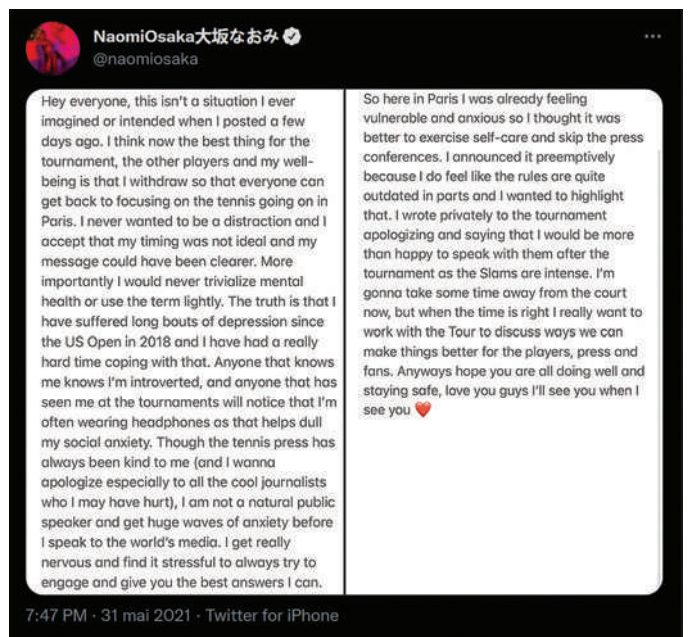 NaomiOsaka大坂なおみ
@naomiosaka
Hey everyone, this isn't a situation I ever
imagined or intended when I posted a few
days ago. I think now the best thing for the
tournament, the other players and my well-
being is that I withdraw so that everyone can
get back to focusing on the tennis going on in
Paris. I never wanted to be a distraction and I
accept that my timing was not ideal and my
message could have been clearer. More
importantly I would never trivialize mental
health or use the term lightly. The truth is that I
have suffered long bouts of depression since
the US Open in 2018 and I have had a really
hard time coping with that. Anyone that knows
me knows I'm introverted, and anyone that has
seen me at the tournaments will notice that I'm
often wearing headphones as that helps dull
my social anxiety. Though the tennis press has
always been kind to me (and I wanna
apologize especially to all the cool journalists
who I may have hurt), I am not a natural public
speaker and get huge waves of anxiety before
I speak to the world's media. I get really
nervous and find it stressful to always try to
engage and give you the best answers I can.
So here in Paris I was already feeling
vulnerable and anxious so I thought it was
better to exercise self-care and skip the press
conferences. I announced it preemptively
because I do feel like the rules are quite
outdated in parts and I wanted to highlight
that. I wrote privately to the tournament
apologizing and saying that I would be more
than happy to speak with them after the
tournament as the Slams are intense. I'm
gonna take some time away from the court
now, but when the time is right I really want to
work with the Tour to discuss ways we can
make things better for the players, press and
fans. Anyways hope you are all doing well and
staying safe, love you guys I'll see you when I
see you ❤️
7:47 PM · 31 mai 2021 · Twitter for iPhone